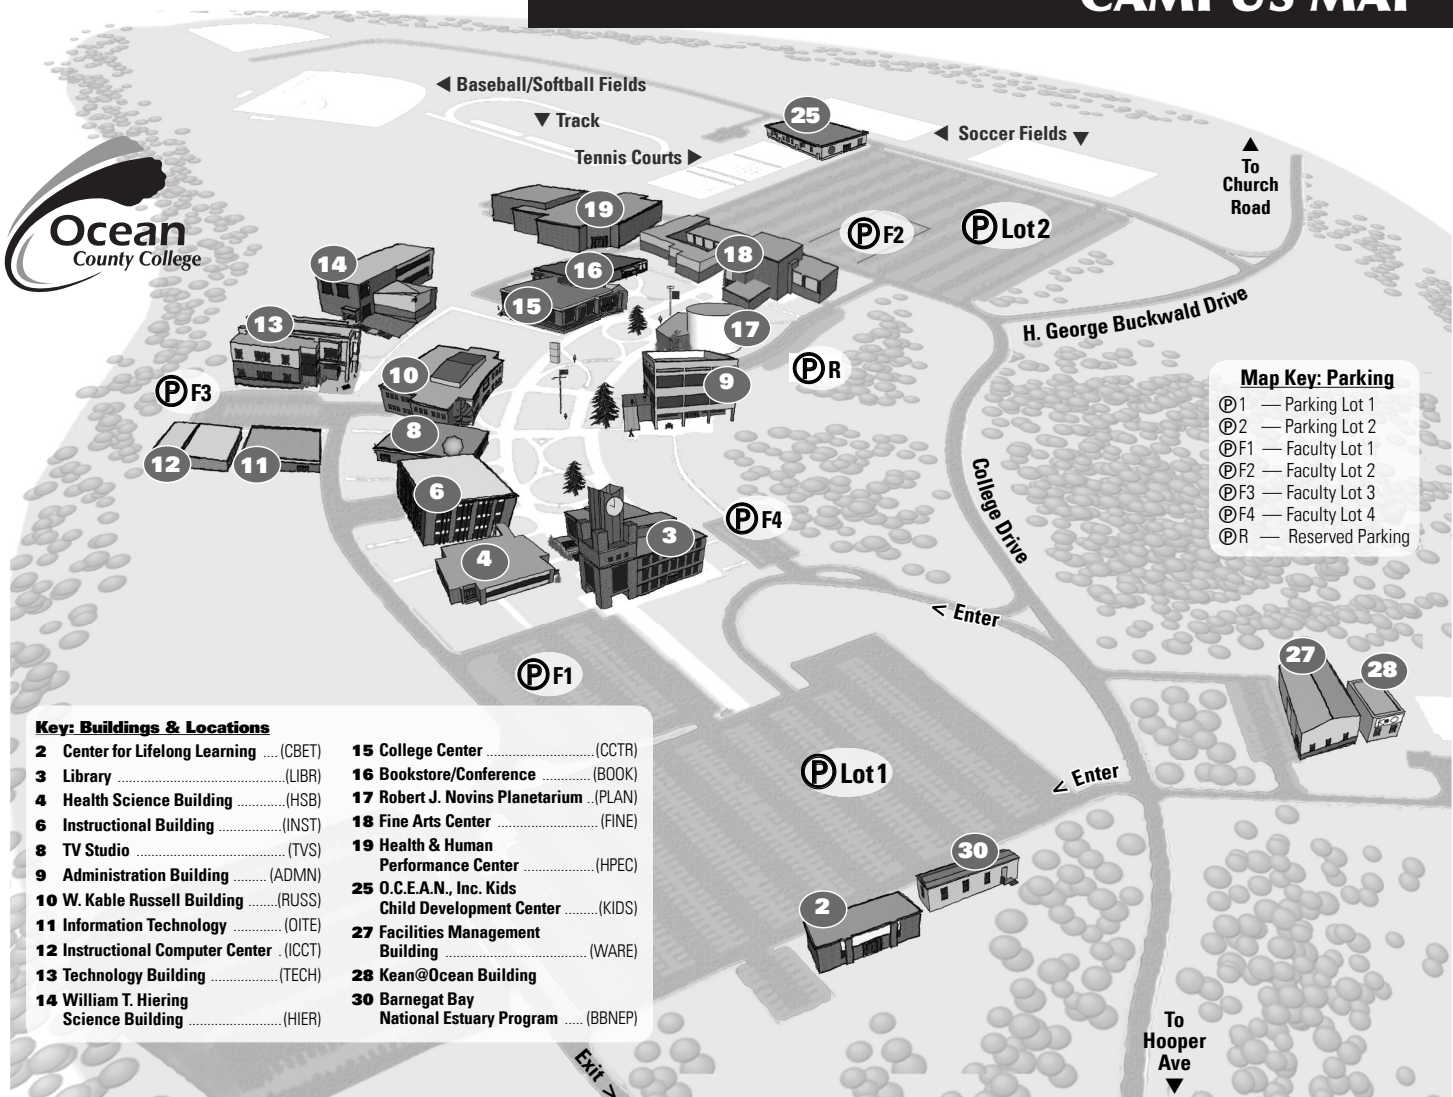 CAMPUS MAP
Baseball/Softball Fields
Track
Tennis Courts
25
Soccer Fields
To
Church
Road
Ocean
County College
19
18
F2
Lot 2
14
16
15
13
17
H. George Buckwald Drive
10
9
R
F3
8
12
11
6
College Drive
F4
3
4
Map Key: Parking
P 1 — Parking Lot 1
P 2 — Parking Lot 2
P F1 — Faculty Lot 1
P F2 — Faculty Lot 2
P F3 — Faculty Lot 3
P F4 — Faculty Lot 4
P R — Reserved Parking
< Enter
P F1
27
28
P Lot 1
< Enter
30
2
Key: Buildings & Locations
2 Center for Lifelong Learning .... (CBET)
3 Library ........ (LIBR)
4 Health Science Building ........ (HSB)
6 Instructional Building ........ (INST)
8 TV Studio ........ (TVS)
9 Administration Building ........ (ADMN)
10 W. Kable Russell Building ........ (RUSS)
11 Information Technology ........ (OITE)
12 Instructional Computer Center . (ICCT)
13 Technology Building ........ (TECH)
14 William T. Hiering
Science Building ........ (HIER)
15 College Center ........ (CCTR)
16 Bookstore/Conference ........ (BOOK)
17 Robert J. Novins Planetarium .. (PLAN)
18 Fine Arts Center ........ (FINE)
19 Health & Human
Performance Center ........ (HPEC)
25 O.C.E.A.N., Inc. Kids
Child Development Center ........ (KIDS)
27 Facilities Management
Building ........ (WARE)
28 Kean@Ocean Building
30 Barnegat Bay
National Estuary Program ..... (BBNEP)
Exit >
To
Hooper
Ave